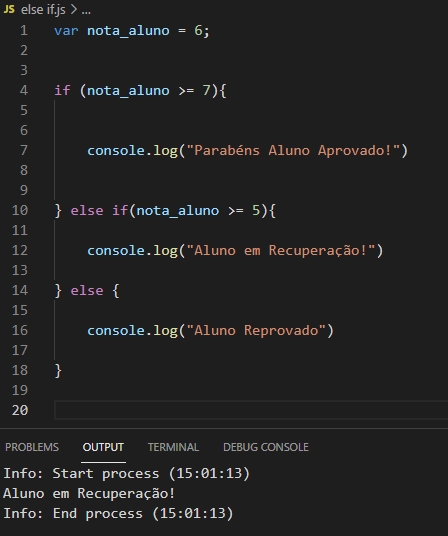 JS else if.js > ...
1 var nota_aluno = 6;
2
3
4 if (nota_aluno >= 7){
5
6
7 console.log("Parabéns Aluno Aprovado!")
8
9
10 } else if(nota_aluno >= 5){
11
12 console.log("Aluno em Recuperação!")
13
14 } else {
15
16 console.log("Aluno Reprovado")
17
18 }
19
20
PROBLEMS OUTPUT TERMINAL DEBUG CONSOLE
Info: Start process (15:01:13)
Aluno em Recuperação!
Info: End process (15:01:13)